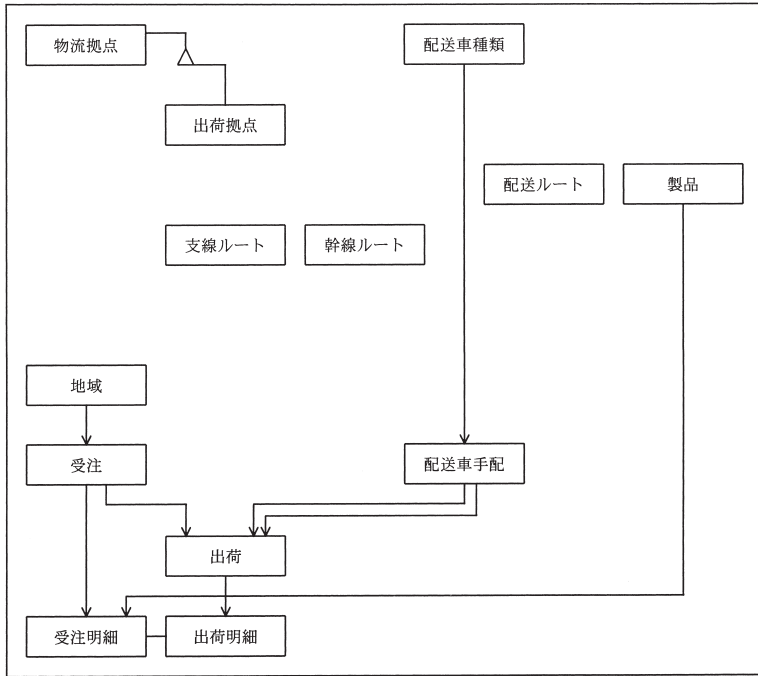 物流拠点
配送車種類
出荷拠点
配送ルート
製品
支線ルート
幹線ルート
地域
受注
配送車手配
出荷
受注明細
出荷明細